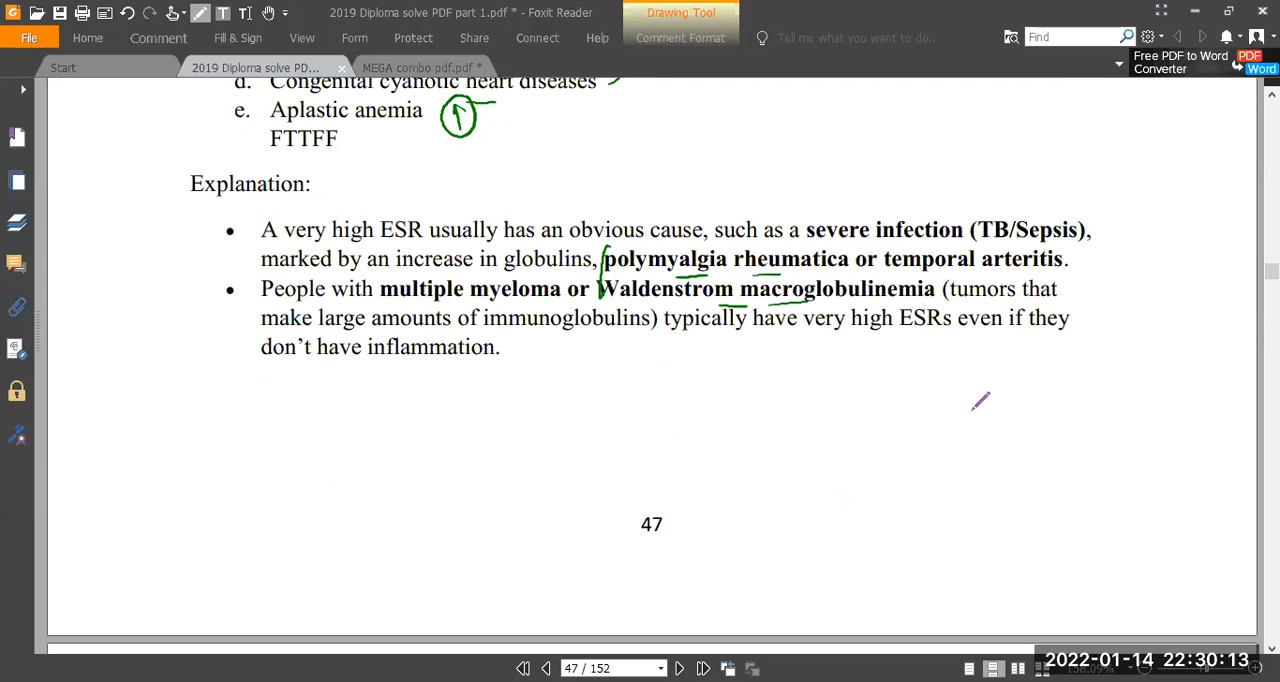 2019 Diploma solve PDF part 1.pdf * - Foxit Reader
Drawing Tool
File
Home
Comment
Fill & Sign
View
Form
Protect
Share
Connect
Help
Comment Format
Tell me what you want to do..
Find
Start
2019 Diploma solve PD...
MEGA combo pdf.pdf *
Free PDF to Word
Converter
PDF
Word
d. Congenital cyanotic heart diseases
e. Aplastic anemia
FTTFF
Explanation:
• A very high ESR usually has an obvious cause, such as a severe infection (TB/Sepsis),
marked by an increase in globulins, polymyalgia rheumatica or temporal arteritis.
• People with multiple myeloma or Waldenstrom macroglobulinemia (tumors that
make large amounts of immunoglobulins) typically have very high ESRs even if they
don't have inflammation.
47
47 / 152
2022-01-14 22:30:13